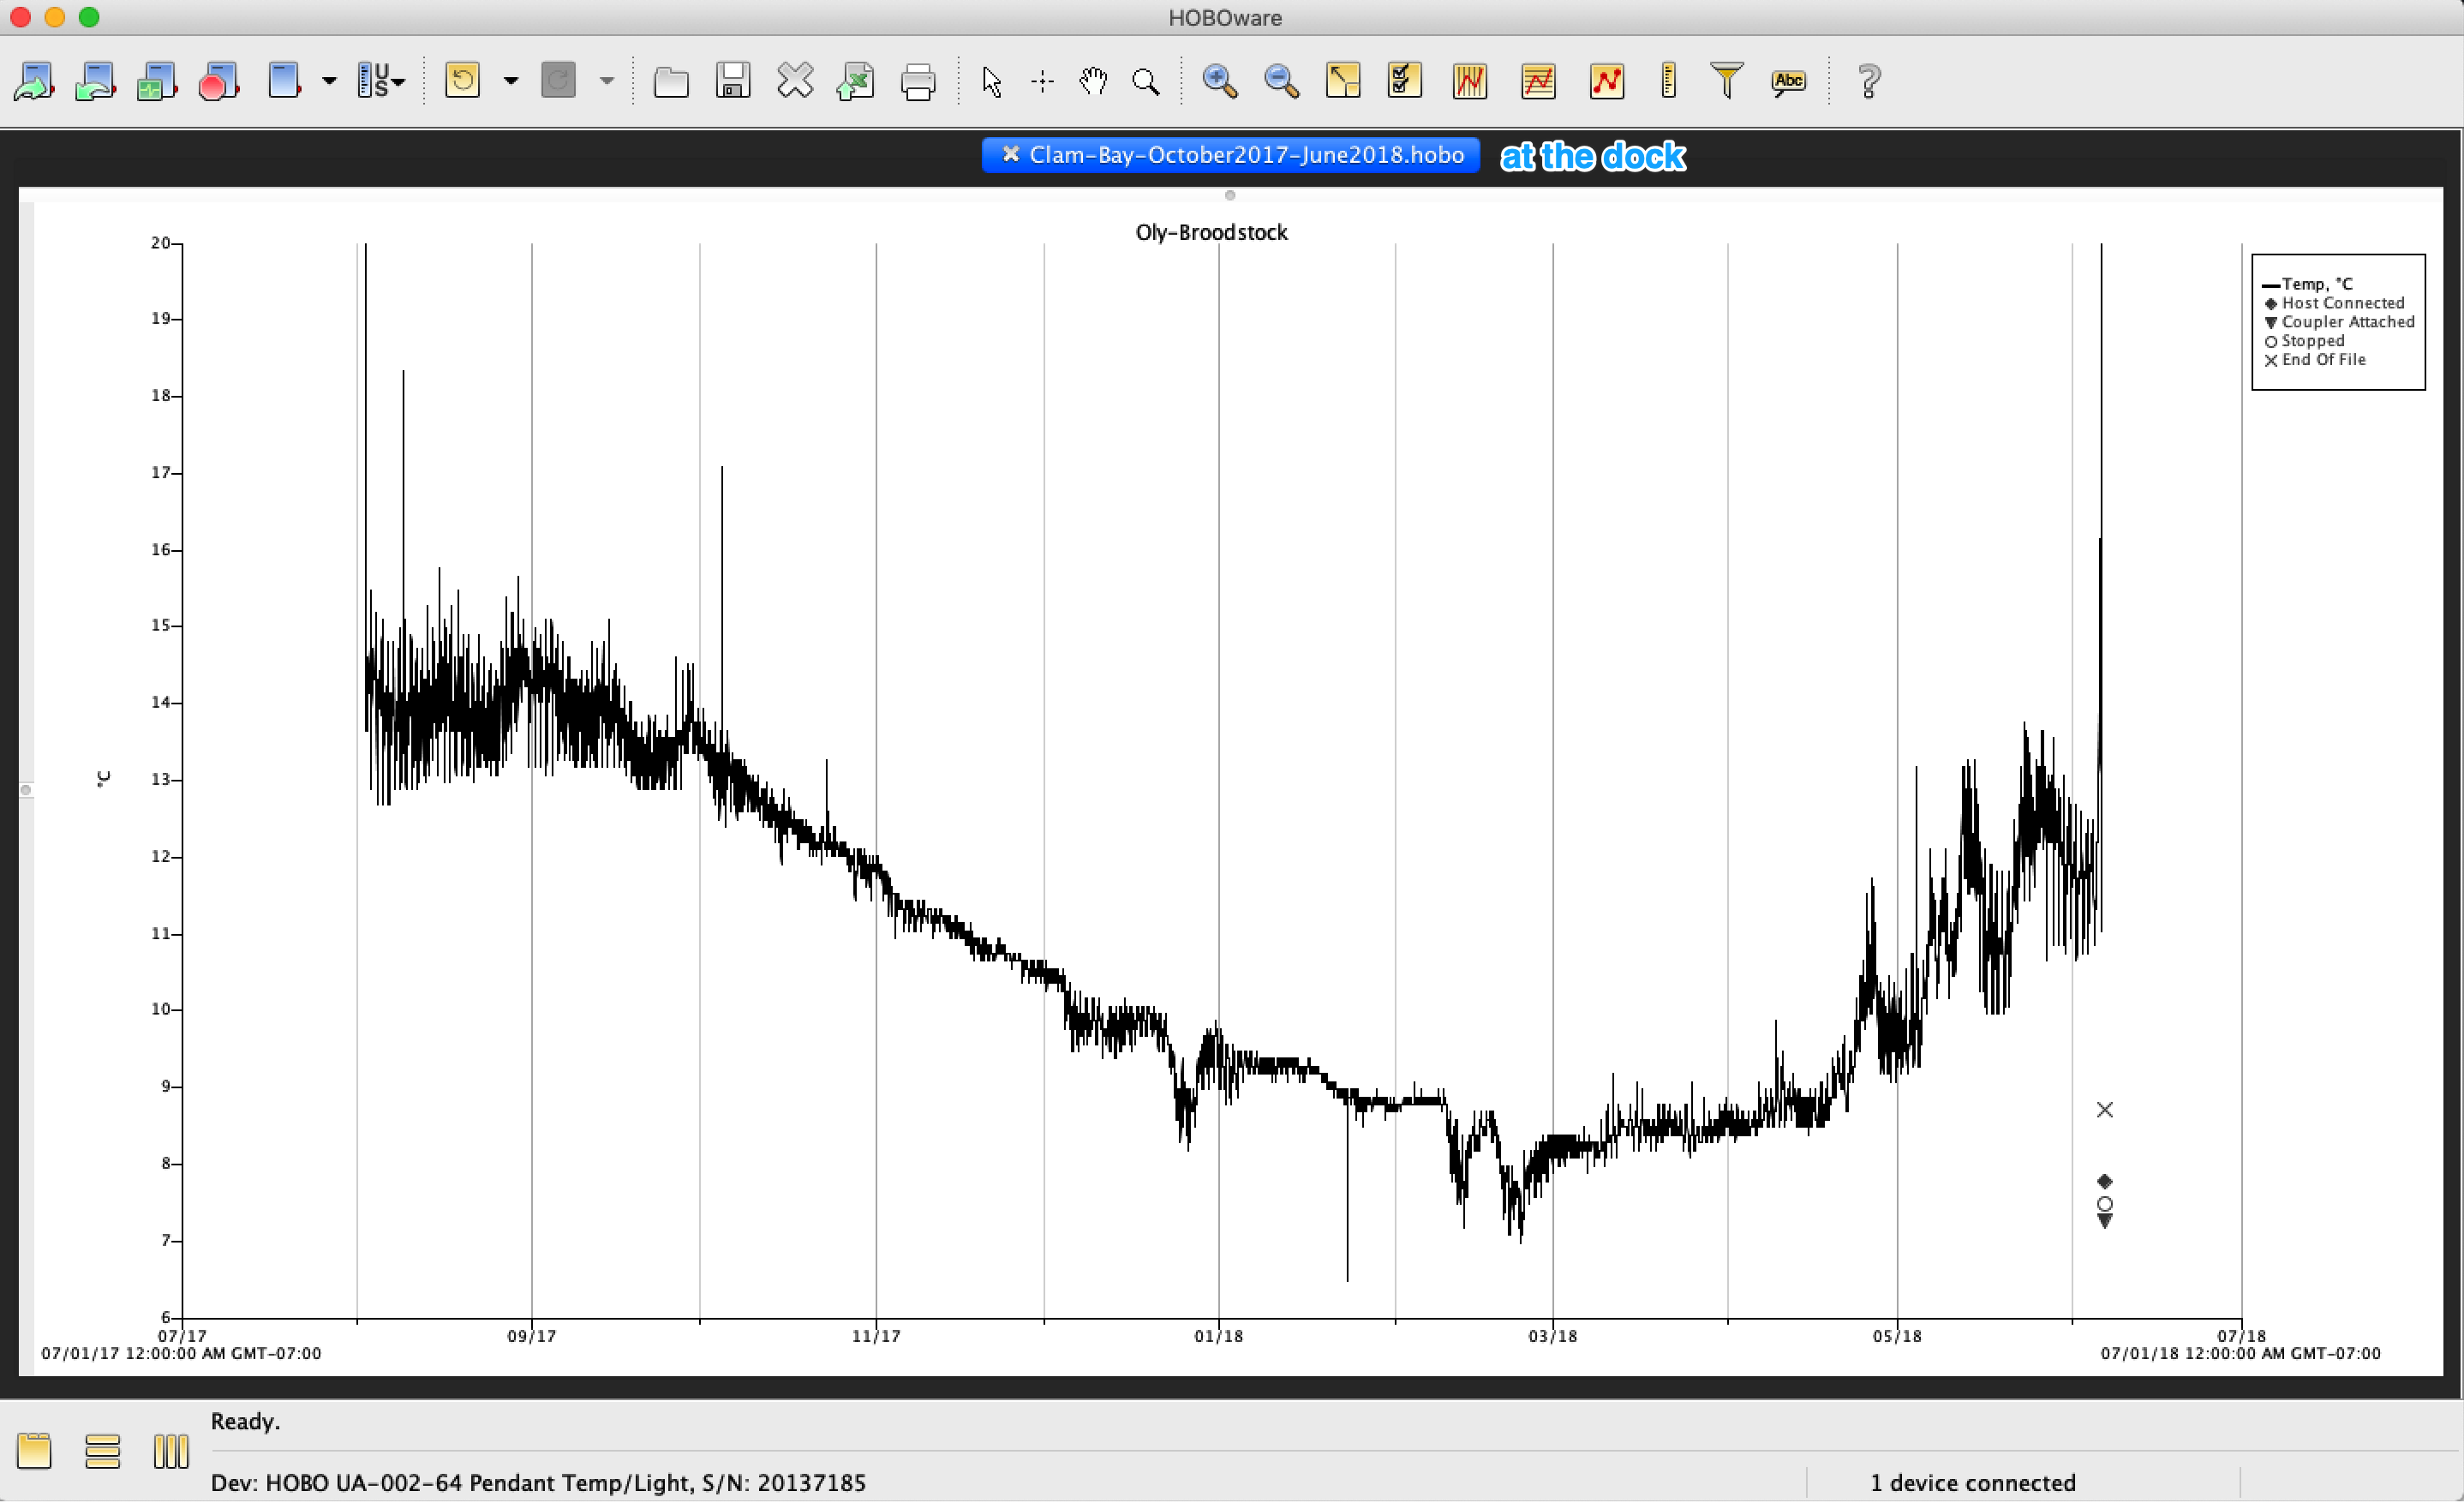 HOBOware
US
Abc
?
Clam-Bay-October2017-June2018.hobo at the dock
Oly-Broodstock
20
19
18
17
16
15
14
13
12
11
10
9
8
7
6
°C
Temp, °C
Host Connected
Coupler Attached
Stopped
End Of File
07/17 09/17 11/17 01/18 03/18 05/18 07/18
07/01/17 12:00:00 AM GMT-07:00 07/01/18 12:00:00 AM GMT-07:00
Ready.
Dev: HOBO UA-002-64 Pendant Temp/Light, S/N: 20137185 1 device connected